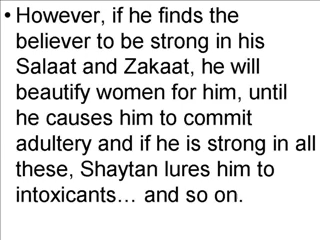 • However, if he finds the
believer to be strong in his
Salaat and Zakaat, he will
beautify women for him, until
he causes him to commit
adultery and if he is strong in all
these, Shaytan lures him to
intoxicants… and so on.